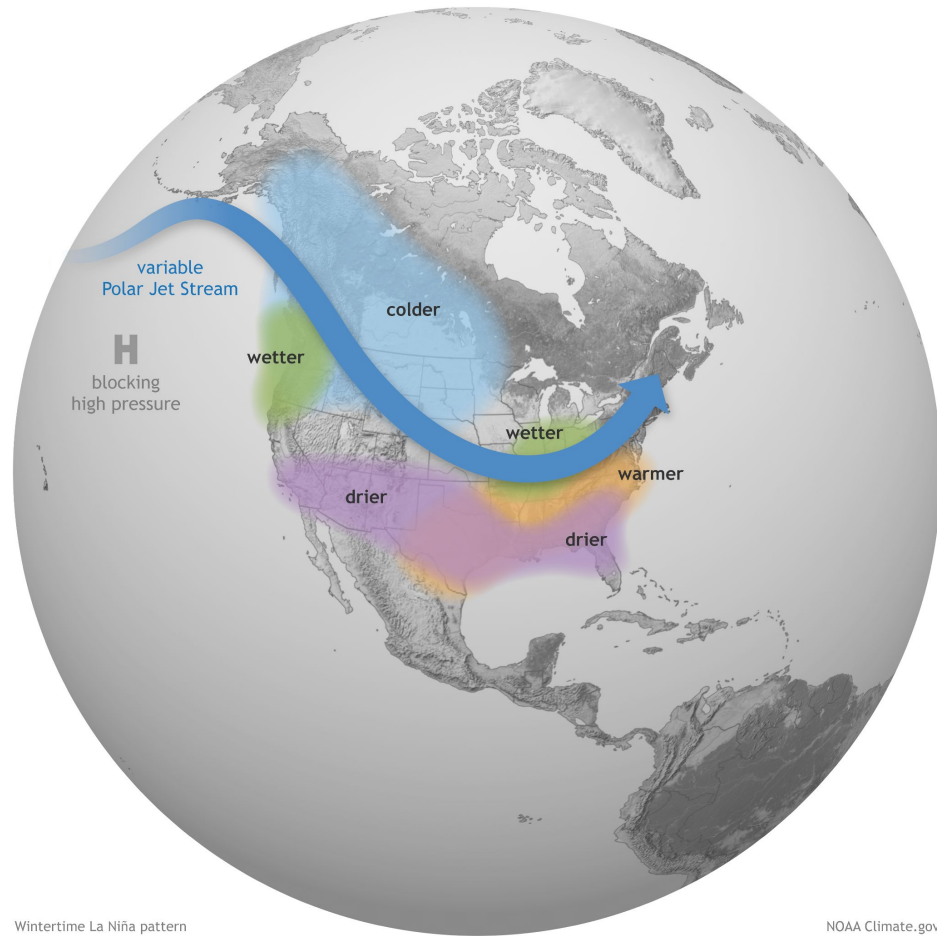 variable
Polar Jet Stream
colder
H
wetter
blocking
high pressure
wetter
warmer
drier
drier
Wintertime La Niña pattern
NOAA Climate.gov